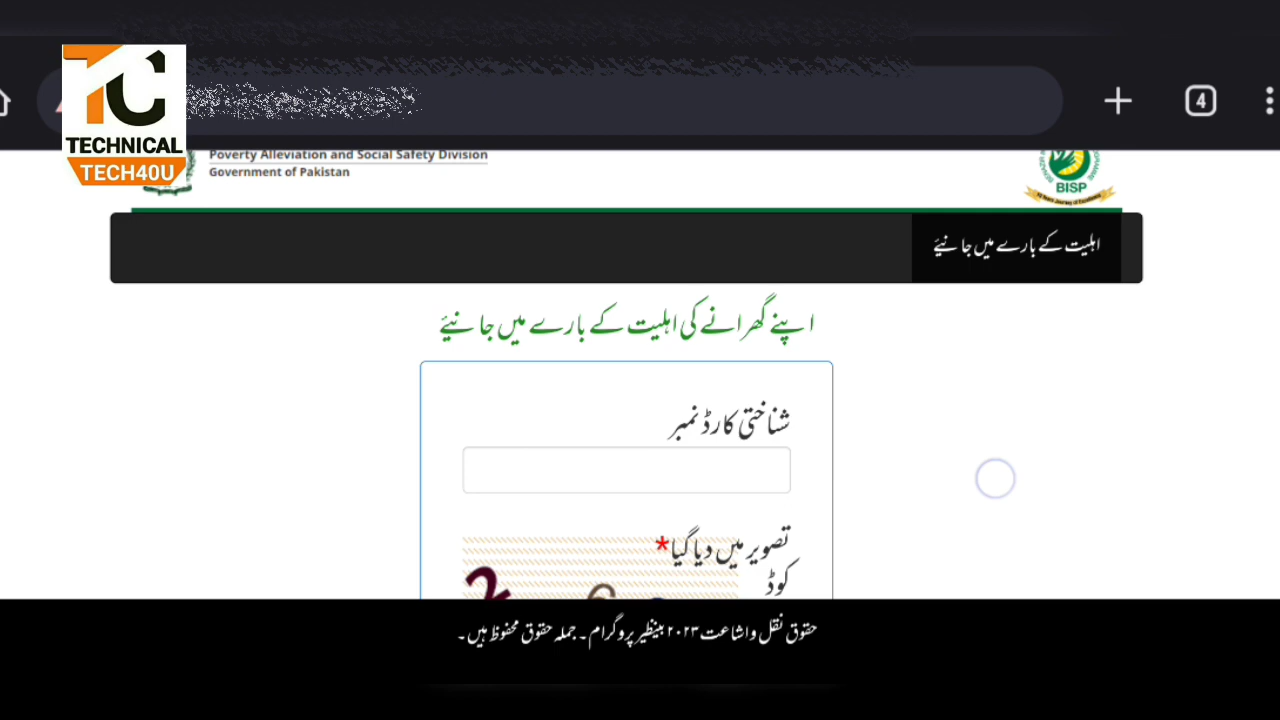 4
TECHNICAL
TECH40U
Poverty Alleviation and Social Safety Division
Government of Pakistan
BISP
اہلیت کے بارے میں جانیئے
اپنے گھرانے کی اہلیت کے بارے میں جانیئے
شناختی کارڈ نمبر
تصویر میں دیا گیا*
کوڈ
حقوق نقل و اشاعت ۲۰۲۳ بینظیر پروگرام۔ جملہ حقوق محفوظ ہیں۔